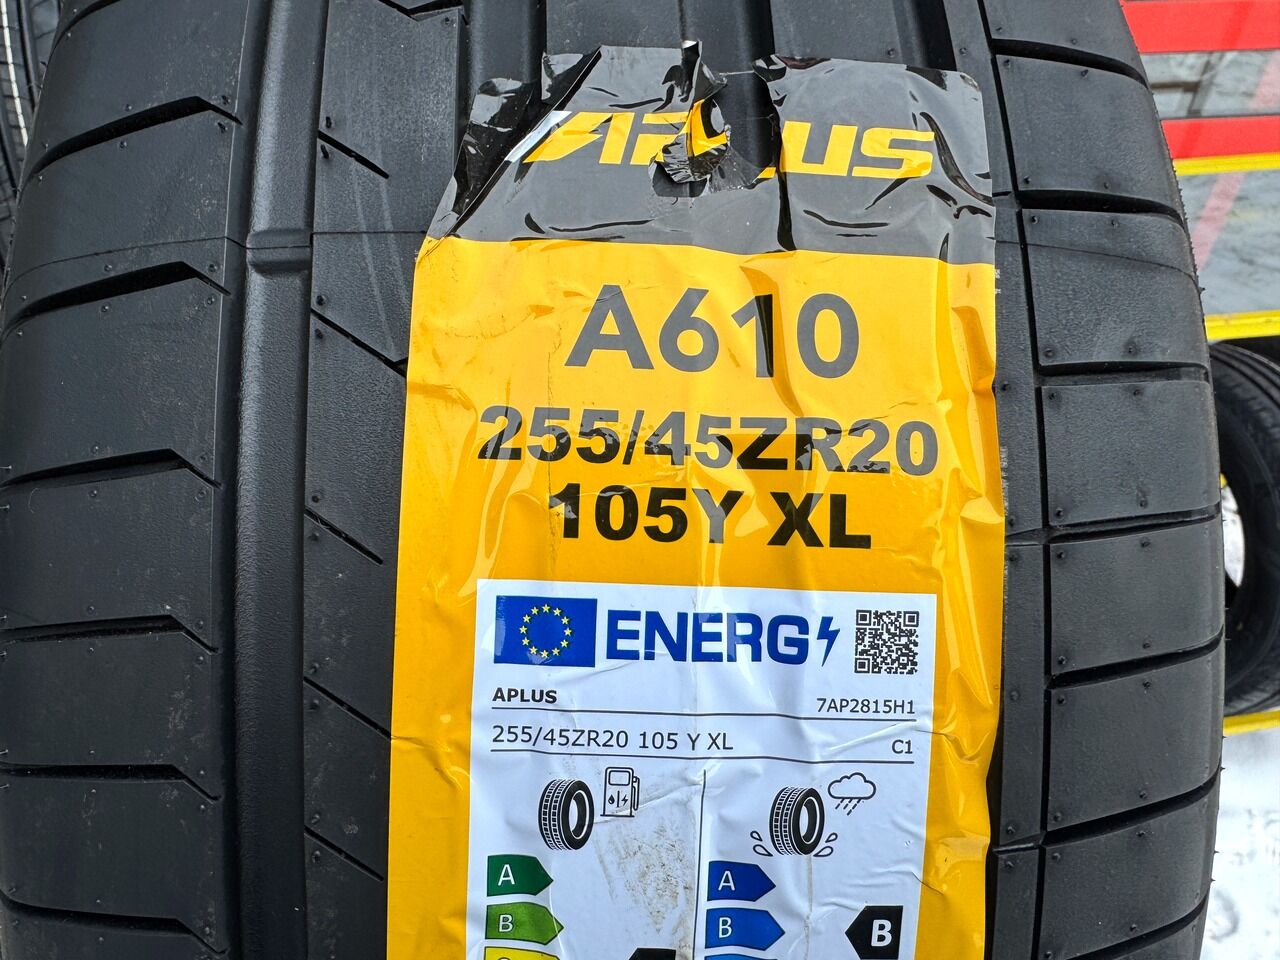 APLUS
A610
255/45ZR20
105Y XL
ENERG
APLUS 7AP2815H1
255/45ZR20 105 Y XL C1
A A
B B B